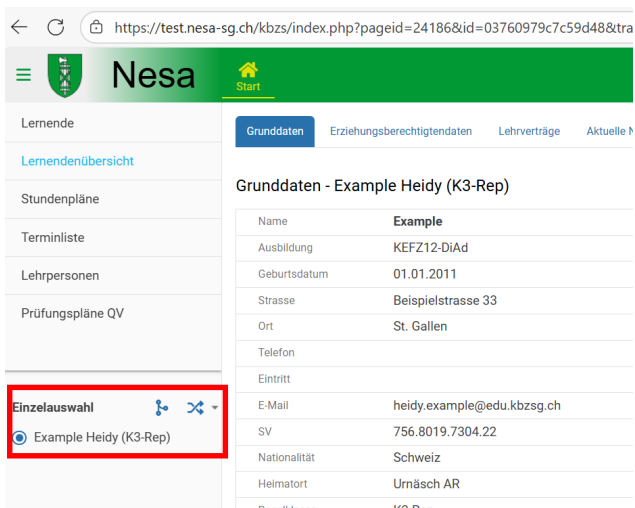 https://test.nesa-sg.ch/kbzs/index.php?pageid=24186&id=03760979c7c59d48&tra
Nesa
Start
Lernende
Lernendenübersicht
Stundenpläne
Terminliste
Lehrpersonen
Prüfungspläne QV
Einzelauswahl
Example Heidy (K3-Rep)
Grunddaten Erziehungsberechtigtendaten Lehrverträge Aktuelle
Grunddaten - Example Heidy (K3-Rep)
Name Example
Ausbildung KEFZ12-DiAd
Geburtsdatum 01.01.2011
Strasse Beispielstrasse 33
Ort St. Gallen
Telefon
Eintritt
E-Mail heidy.example@edu.kbzsg.ch
SV 756.8019.7304.22
Nationalität Schweiz
Heimatort Urnäsch AR